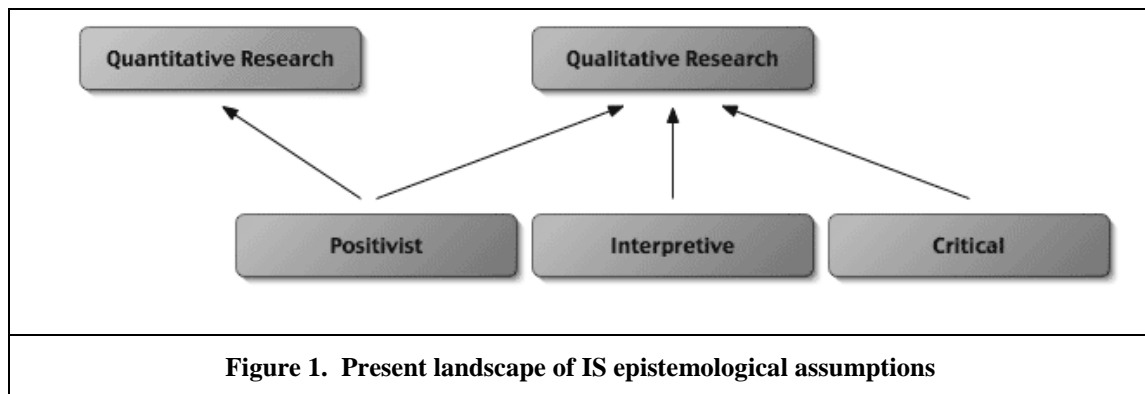 Quantitative Research
Qualitative Research
Positivist
Interpretive
Critical
Figure 1. Present landscape of IS epistemological assumptions